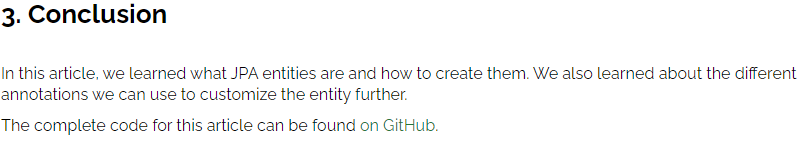 3. Conclusion
In this article, we learned what JPA entities are and how to create them. We also learned about the different
annotations we can use to customize the entity further.
The complete code for this article can be found on GitHub.